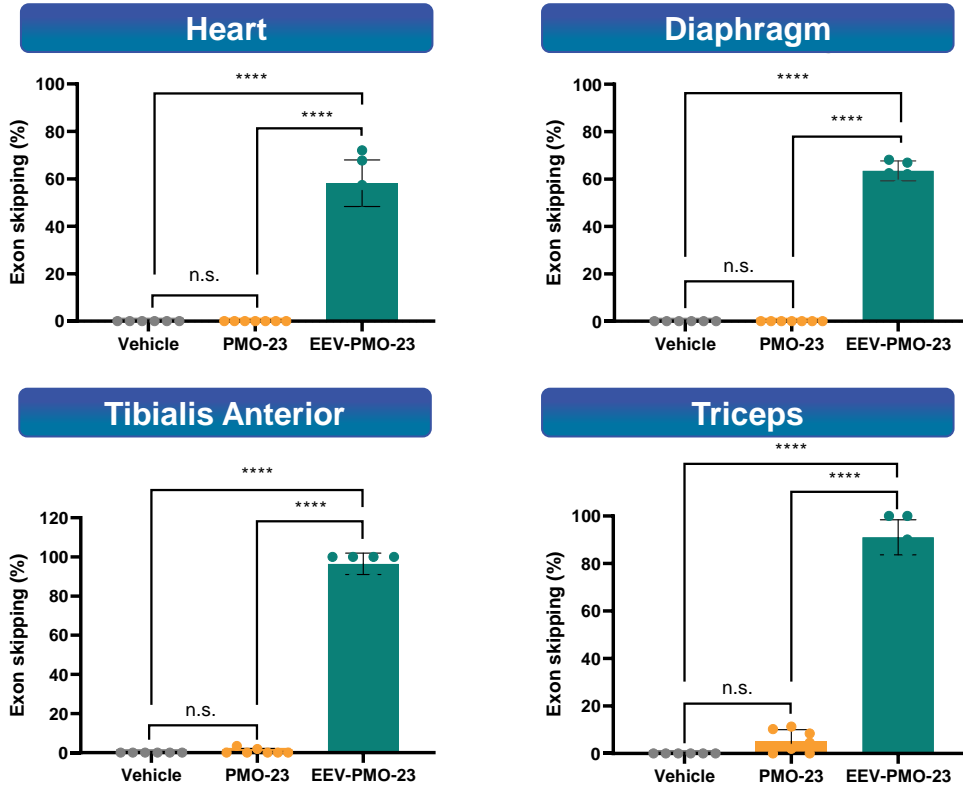 Heart
****
****
n.s.
Exon skipping (%)
100
80
60
40
20
0
Vehicle PMO-23 EEV-PMO-23
Diaphragm
****
****
n.s.
Exon skipping (%)
100
80
60
40
20
0
Vehicle PMO-23 EEV-PMO-23
Tibialis Anterior
****
****
n.s.
Exon skipping (%)
120
100
80
60
40
20
0
Vehicle PMO-23 EEV-PMO-23
Triceps
****
****
n.s.
Exon skipping (%)
100
80
60
40
20
0
Vehicle PMO-23 EEV-PMO-23